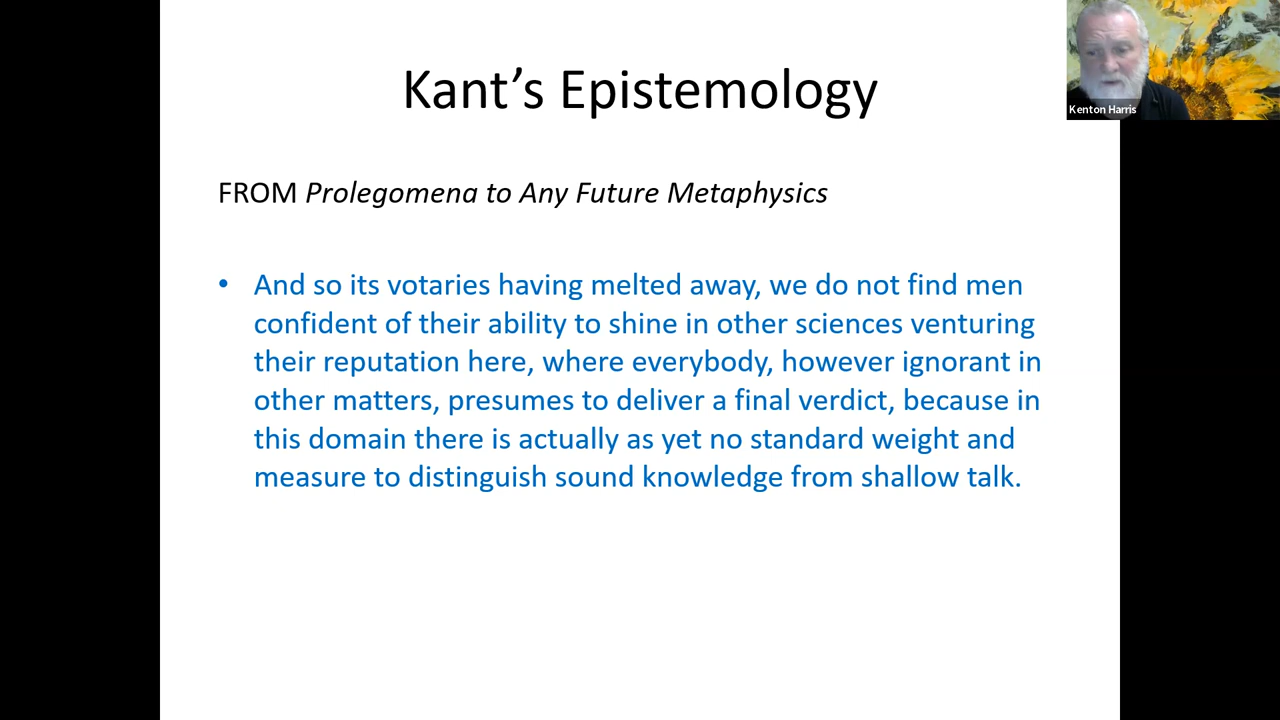 Kant's Epistemology
Kenton Harris
FROM Prolegomena to Any Future Metaphysics
• And so its votaries having melted away, we do not find men
confident of their ability to shine in other sciences venturing
their reputation here, where everybody, however ignorant in
other matters, presumes to deliver a final verdict, because in
this domain there is actually as yet no standard weight and
measure to distinguish sound knowledge from shallow talk.